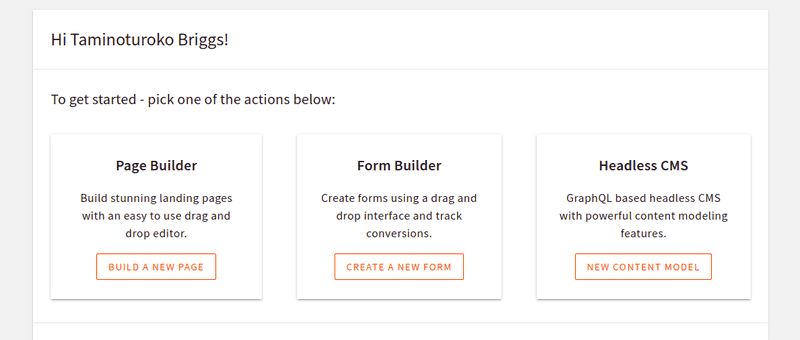 Hi Taminoturoko Briggs!
To get started - pick one of the actions below:
Page Builder
Build stunning landing pages
with an easy to use drag and
drop editor.
BUILD A NEW PAGE
Form Builder
Create forms using a drag and
drop interface and track
conversions.
CREATE A NEW FORM
Headless CMS
GraphQL based headless CMS
with powerful content modeling
features.
NEW CONTENT MODEL